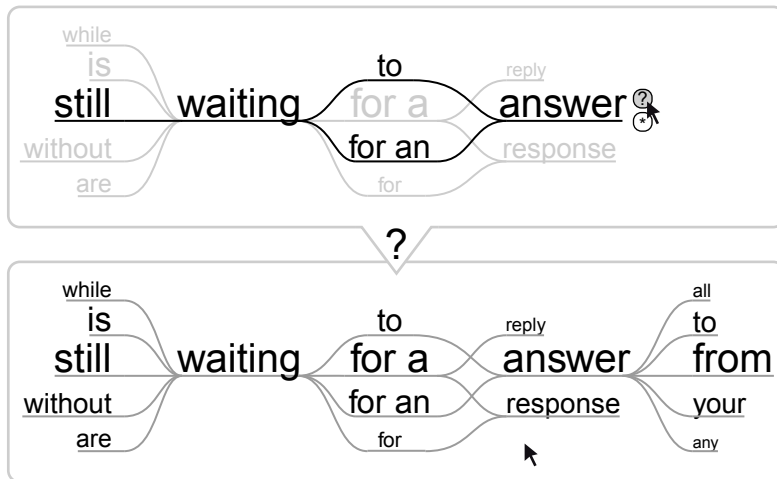 while
is to reply
still waiting for a answer ?
*
without for an response
are for
?
while all
is to reply to
still waiting for a answer from
without for an response your
are for any